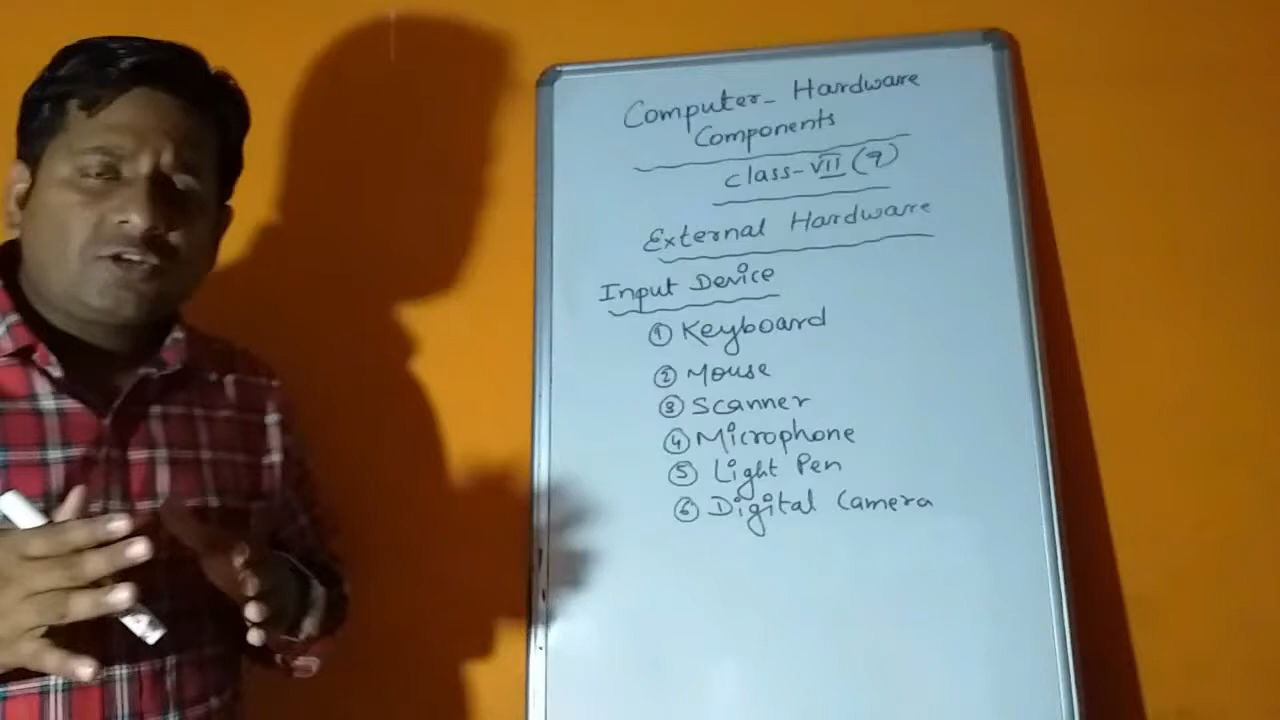 Computer- Hardware
Components
class-VII (9)
External Hardware
Input Device
① Keyboard
② Mouse
③ Scanner
④ Microphone
⑤ Light Pen
⑥ Digital Camera